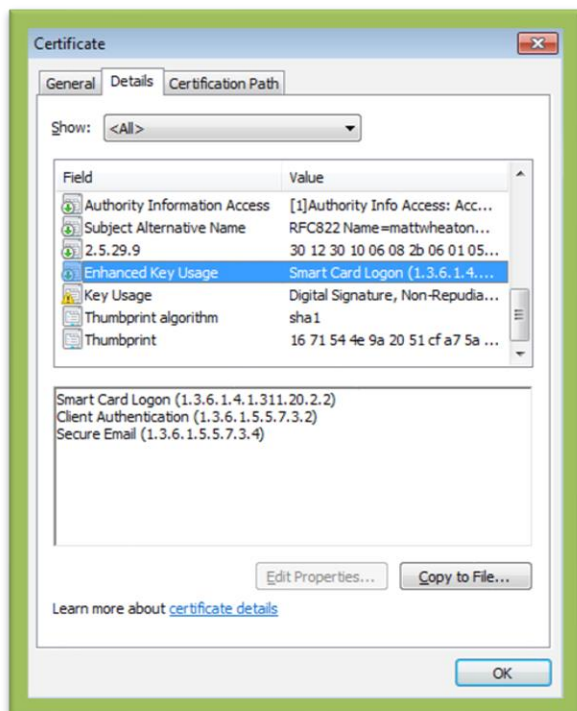 Certificate
General Details Certification Path
Show: <All>
Field Value
Authority Information Access [1]Authority Info Access: Acc...
Subject Alternative Name RFC822 Name=mattwheaton...
2.5.29.9 30 12 30 10 06 08 2b 06 01 05...
Enhanced Key Usage Smart Card Logon (1.3.6.1.4....
Key Usage Digital Signature, Non-Repudia...
Thumbprint algorithm sha1
Thumbprint 16 71 54 4e 9a 20 51 cf a7 5a ...
Smart Card Logon (1.3.6.1.4.1.311.20.2.2)
Client Authentication (1.3.6.1.5.5.7.3.2)
Secure Email (1.3.6.1.5.5.7.3.4)
Edit Properties... Copy to File...
Learn more about certificate details
OK